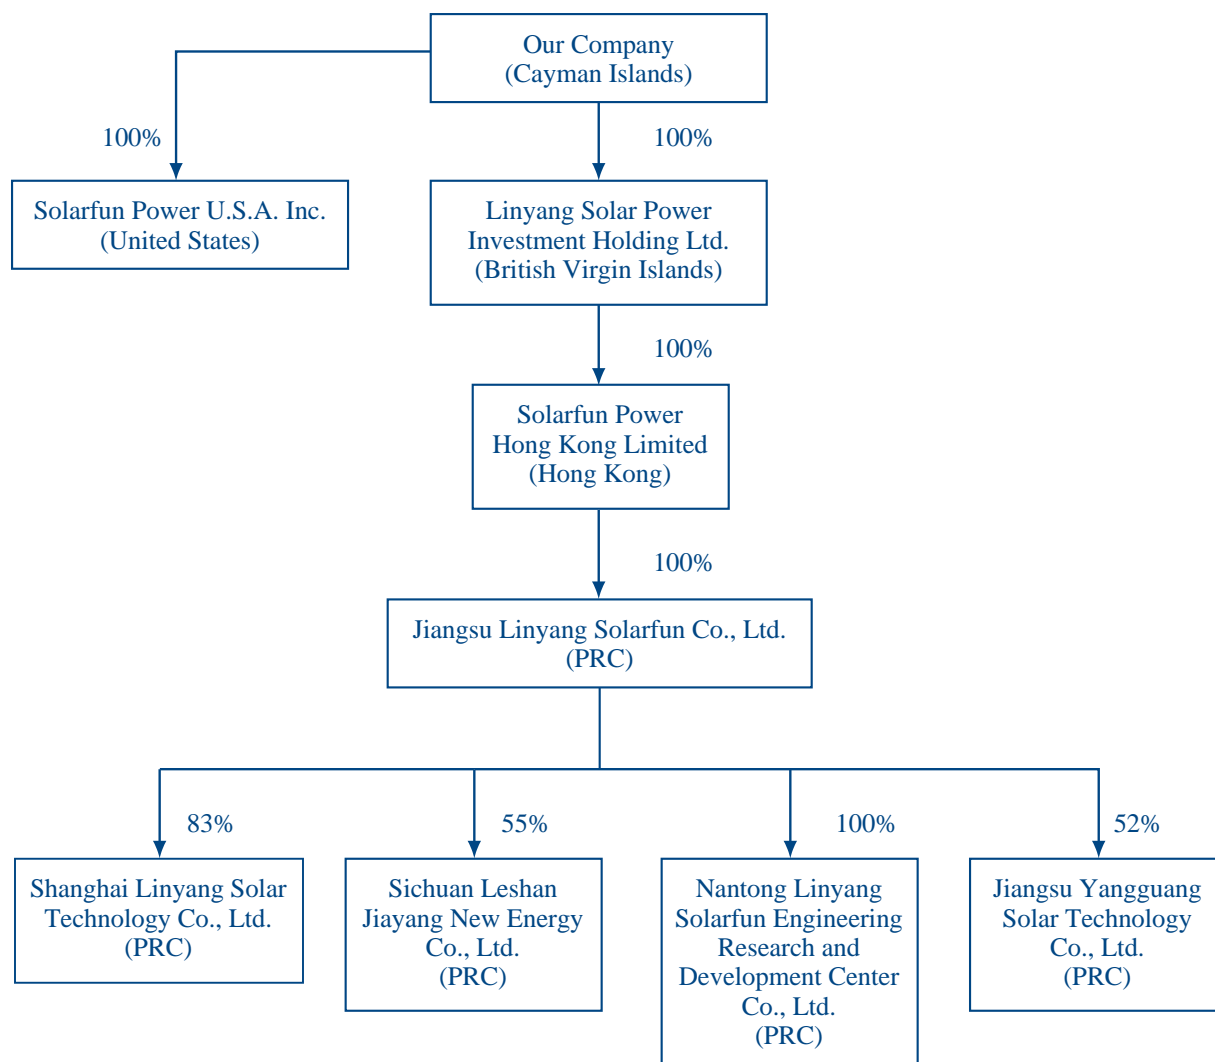 Our Company
(Cayman Islands)
100%
100%
Solarfun Power U.S.A. Inc.
(United States)
Linyang Solar Power
Investment Holding Ltd.
(British Virgin Islands)
100%
Solarfun Power
Hong Kong Limited
(Hong Kong)
100%
Jiangsu Linyang Solarfun Co., Ltd.
(PRC)
83%
55%
100%
52%
Shanghai Linyang Solar
Technology Co., Ltd.
(PRC)
Sichuan Leshan
Jiayang New Energy
Co., Ltd.
(PRC)
Nantong Linyang
Solarfun Engineering
Research and
Development Center
Co., Ltd.
(PRC)
Jiangsu Yangguang
Solar Technology
Co., Ltd.
(PRC)